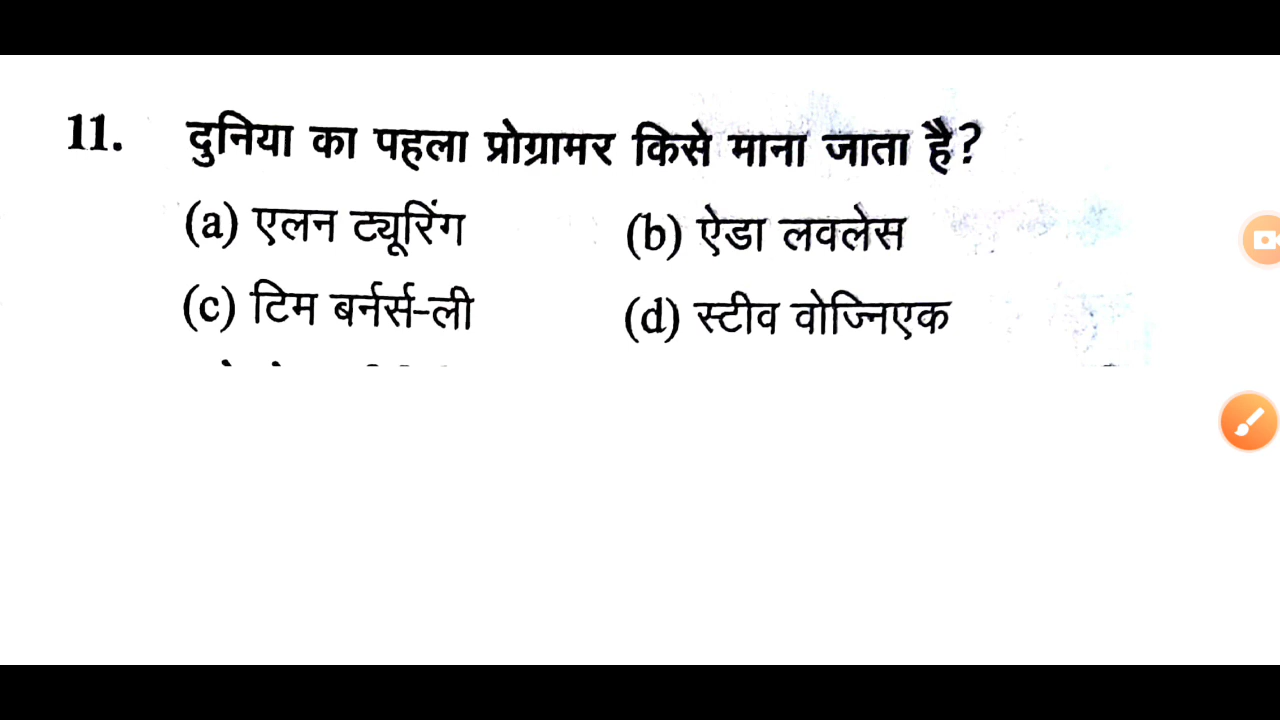 11. दुनिया का पहला प्रोग्रामर किसे माना जाता है?
(a) एलन ट्यूरिंग (b) ऐडा लवलेस
(c) टिम बर्नर्स-ली (d) स्टीव वोज्निएक